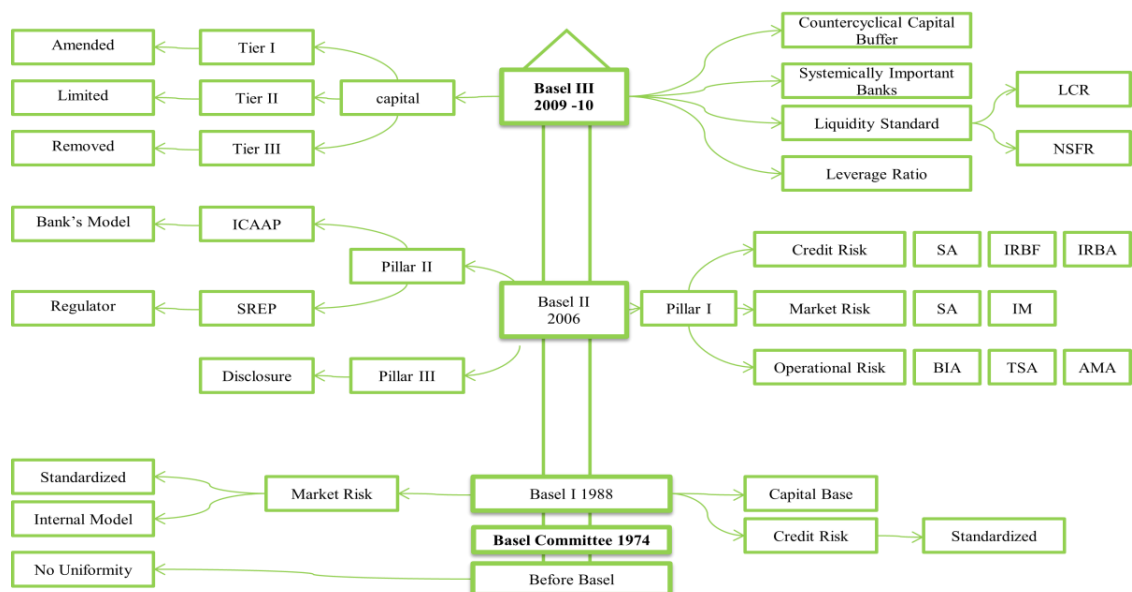 Amended
Tier I
Countercyclical Capital
Buffer
Limited
Tier II
capital
Basel III
2009 -10
Systemically Important
Banks
LCR
Liquidity Standard
Removed
Tier III
NSFR
Leverage Ratio
Bank's Model
ICAAP
Pillar II
Credit Risk
SA
IRBF
IRBA
Regulator
SREP
Basel II
2006
Pillar I
Market Risk
SA
IM
Disclosure
Pillar III
Operational Risk
BIA
TSA
AMA
Standardized
Market Risk
Basel I 1988
Capital Base
Internal Model
Basel Committee 1974
Credit Risk
Standardized
No Uniformity
Before Basel